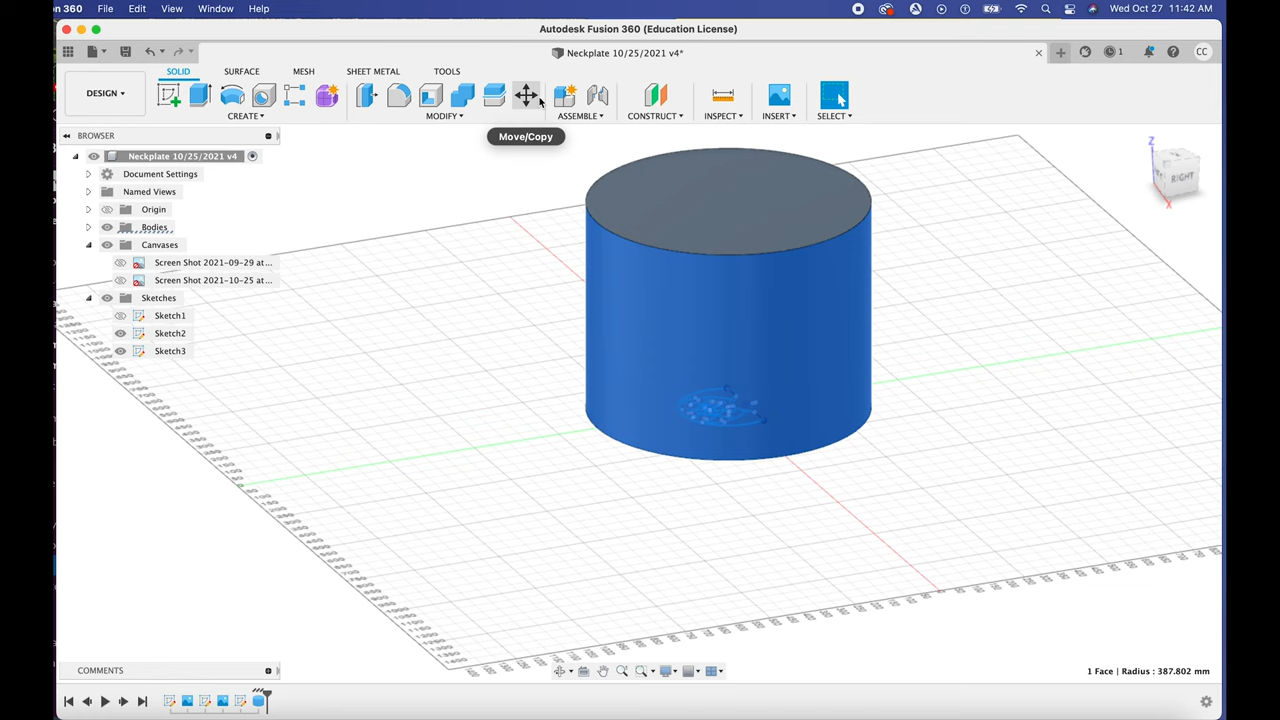 on 360 File Edit View Window Help Wed Oct 27 11:42 AM
Autodesk Fusion 360 (Education License)
Neckplate 10/25/2021 v4*
1
CC
SOLID SURFACE MESH SHEET METAL TOOLS
DESIGN
CREATE MODIFY ASSEMBLE CONSTRUCT INSPECT INSERT SELECT
Move/Copy
BROWSER
Neckplate 10/25/2021 v4
Document Settings
Named Views
Origin
Bodies
Canvases
Screen Shot 2021-09-29 at...
Screen Shot 2021-10-25 at...
Sketches
Sketch1
Sketch2
Sketch3
Z
RIGHT
X
COMMENTS
1 Face | Radius : 387.802 mm